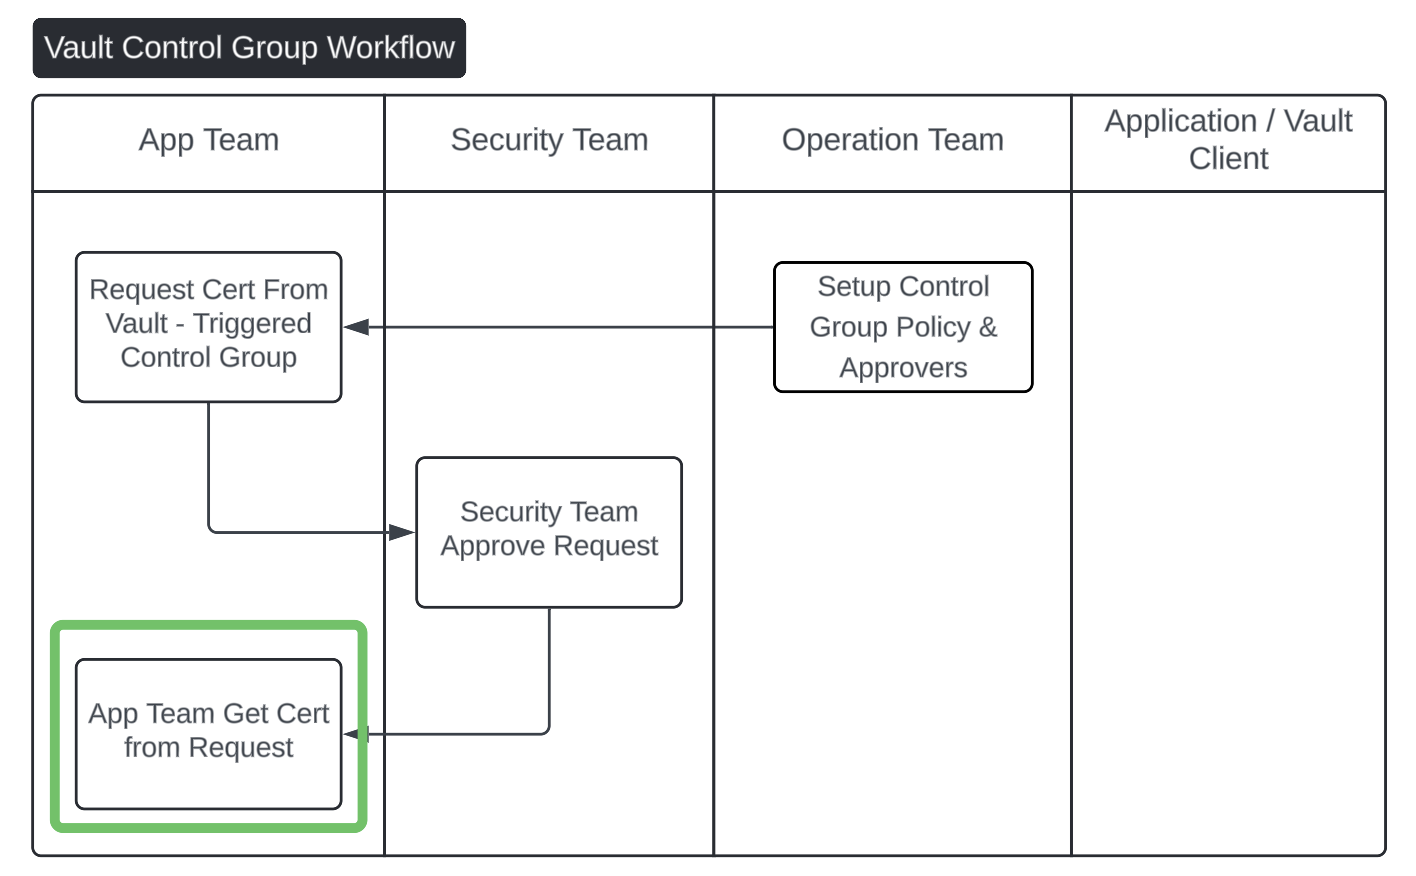 Vault Control Group Workflow
App Team
Security Team
Operation Team
Application / Vault
Client
Request Cert From
Vault - Triggered
Control Group
Setup Control
Group Policy &
Approvers
Security Team
Approve Request
App Team Get Cert
from Request